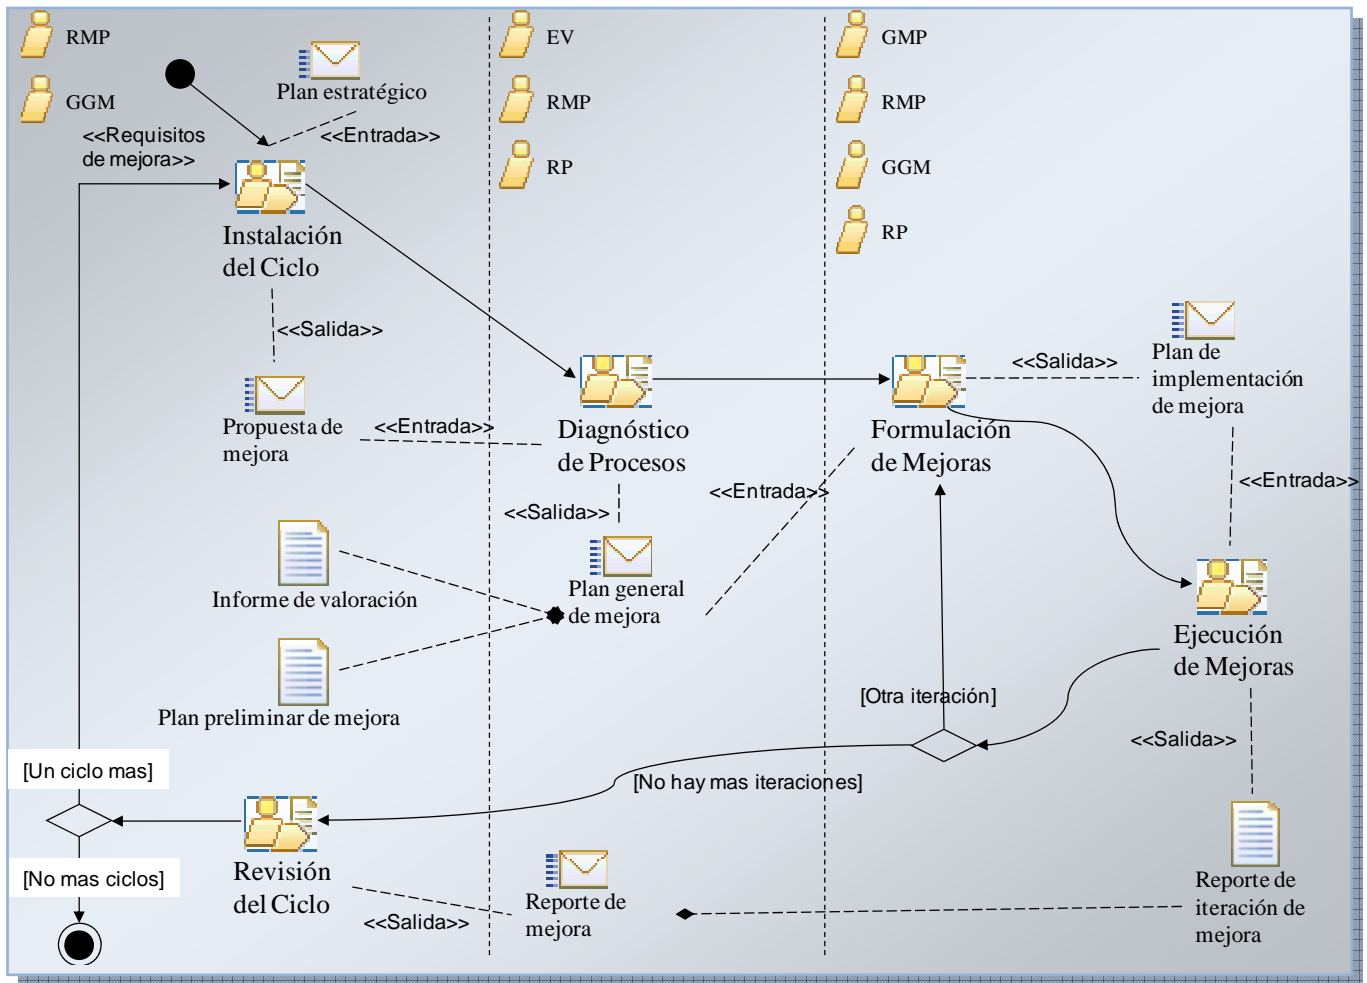 RMP
GGM
Plan estratégico
<<Entrada>>
<<Requisitos
de mejora>>
Instalación
del Ciclo
<<Salida>>
Propuesta de
mejora
<<Entrada>>
Informe de valoración
Plan preliminar de mejora
[Un ciclo mas]
[No mas ciclos]
Revisión
del Ciclo
<<Salida>>
EV
RMP
RP
Diagnóstico
de Procesos
<<Salida>>
Plan general
de mejora
<<Entrada>>
[No hay mas iteraciones]
Reporte de
mejora
GMP
RMP
GGM
RP
Formulación
de Mejoras
<<Salida>>
Plan de
implementación
de mejora
<<Entrada>>
Ejecución
de Mejoras
[Otra iteración]
<<Salida>>
Reporte de
iteración de
mejora